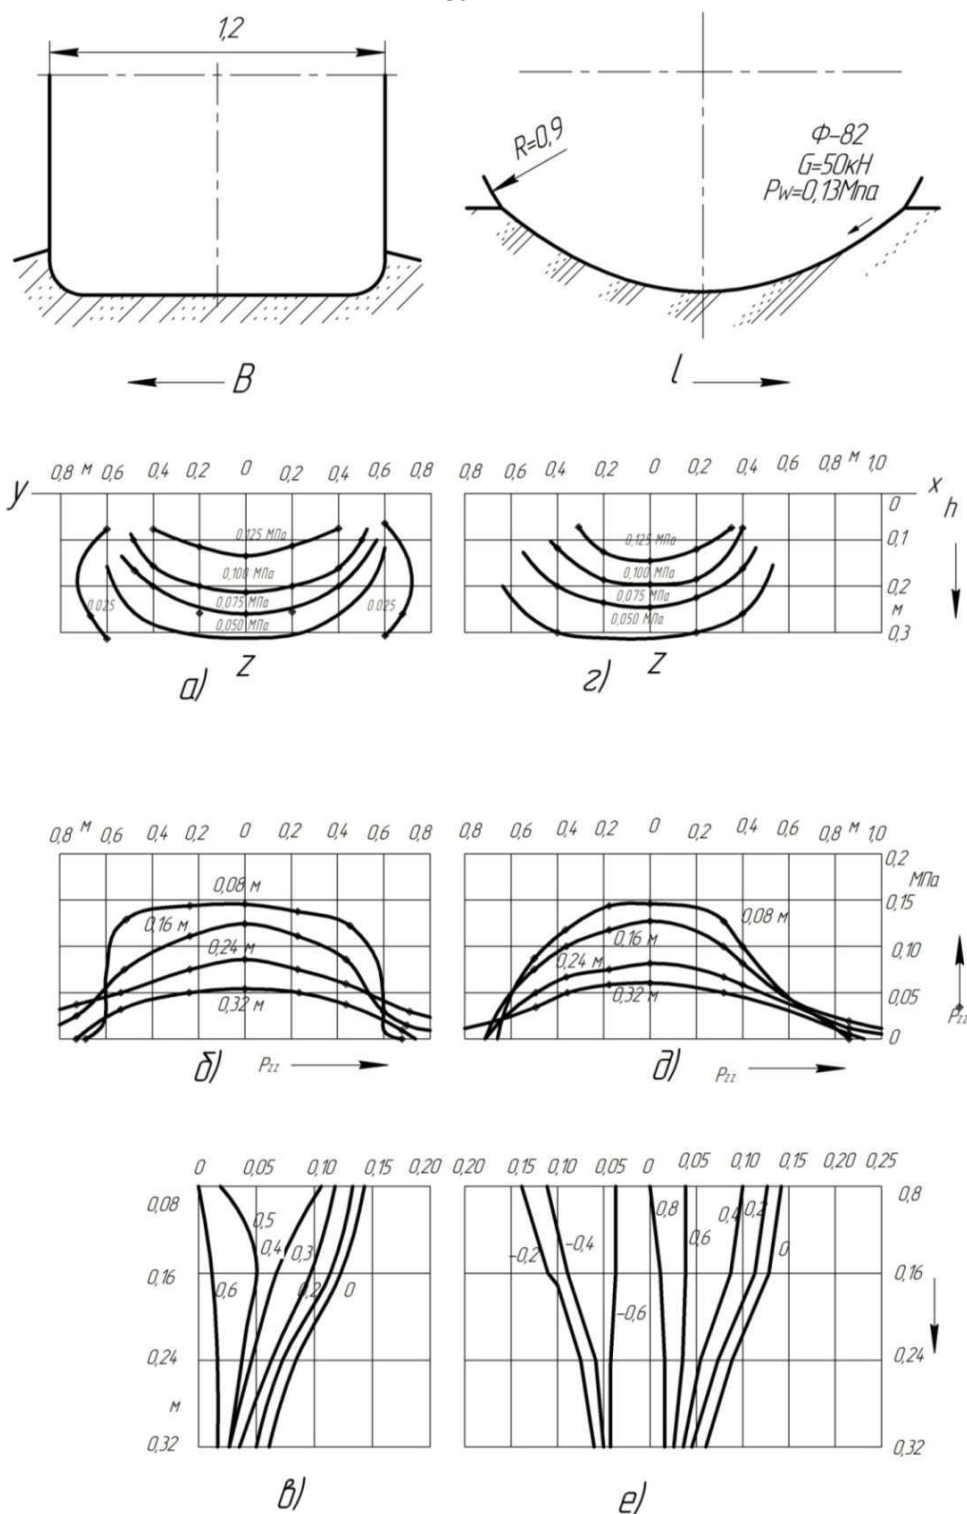 1,2
R=0,9
Ф-82
G=50кН
Pw=0,13Мпа
B
l
0,8 м 0,6 0,4 0,2 0 0,2 0,4 0,6 0,8
0,8 0,6 0,4 0,2 0 0,2 0,4 0,6 0,8 м 1,0
y
x
h
0
0,1
0,2
м
0,3
0,125 МПа
0,100 МПа
0,075 МПа
0,050 МПа
0,025
0,025
0,125 МПа
0,100 МПа
0,075 МПа
0,050 МПа
а)
z
г)
z
0,8 м 0,6 0,4 0,2 0 0,2 0,4 0,6 0,8
0,8 0,6 0,4 0,2 0 0,2 0,4 0,6 0,8 м 1,0
0,2
МПа
0,15
0,10
0,05
0
Pzz
0,08 м
0,16 м
0,24 м
0,32 м
0,08 м
0,16 м
0,24 м
0,32 м
б)
Pzz
д)
Pzz
0 0,05 0,10 0,15 0,20
0,20 0,15 0,10 0,05 0 0,05 0,10 0,15 0,20 0,25
0,08
0,16
0,24
м
0,32
0,5
0,4
0,3
0,6
0,2
0
-0,2
-0,4
-0,6
0,8
0,6
0,4
0,2
0
0,8
0,16
0,24
0,32
в)
е)